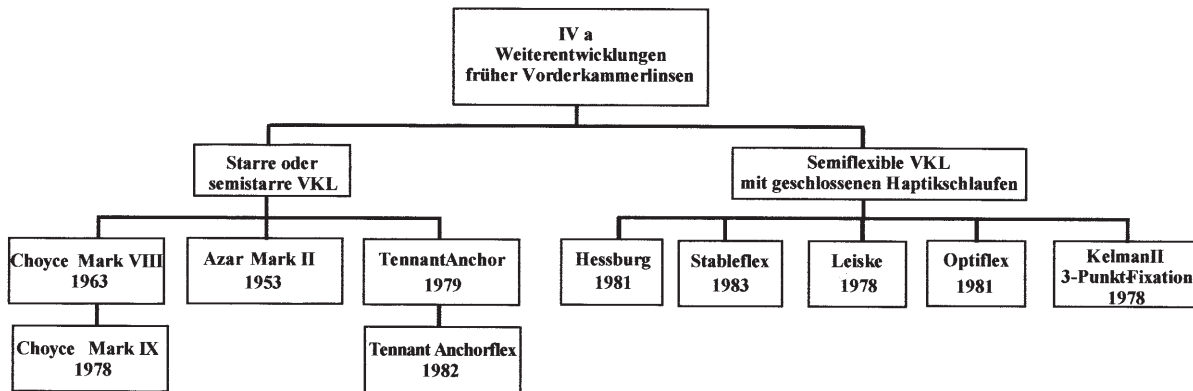 IV a
Weiterentwicklungen
früher Vorderkammerlinsen
Starre oder
semistarre VKL
Semiflexible VKL
mit geschlossenen Haptikschlaufen
Choyce Mark VIII
1963
Azar Mark II
1953
TennantAnchor
1979
Hessburg
1981
Stableflex
1983
Leiske
1978
Optiflex
1981
KelmanII
3-Punkt-Fixation
1978
Choyce Mark IX
1978
Tennant Anchorflex
1982